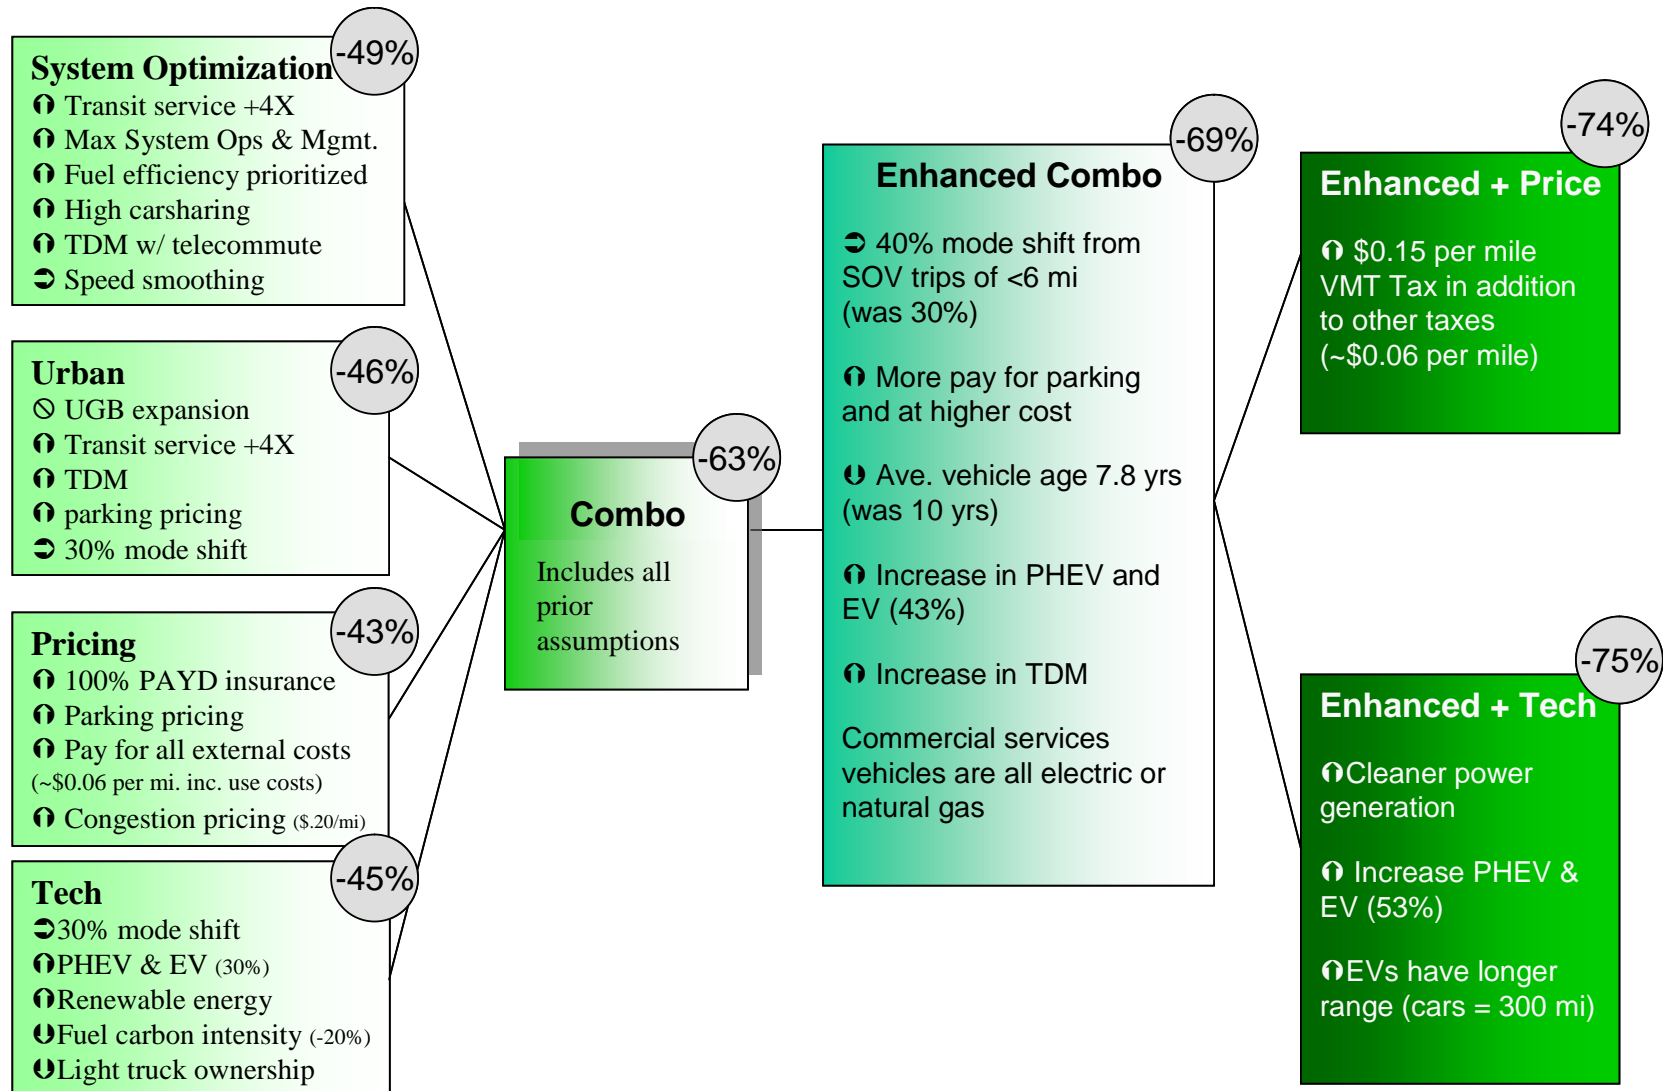 -49%
System Optimization
Transit service +4X
Max System Ops & Mgmt.
Fuel efficiency prioritized
High carsharing
TDM w/ telecommute
Speed smoothing
-46%
Urban
UGB expansion
Transit service +4X
TDM
parking pricing
30% mode shift
-43%
Pricing
100% PAYD insurance
Parking pricing
Pay for all external costs
(~$0.06 per mi. inc. use costs)
Congestion pricing ($.20/mi)
-45%
Tech
30% mode shift
PHEV & EV (30%)
Renewable energy
Fuel carbon intensity (-20%)
Light truck ownership
-63%
Combo
Includes all
prior
assumptions
-69%
Enhanced Combo
40% mode shift from
SOV trips of <6 mi
(was 30%)
More pay for parking
and at higher cost
Ave. vehicle age 7.8 yrs
(was 10 yrs)
Increase in PHEV and
EV (43%)
Increase in TDM
Commercial services
vehicles are all electric or
natural gas
-74%
Enhanced + Price
$0.15 per mile
VMT Tax in addition
to other taxes
(~$0.06 per mile)
-75%
Enhanced + Tech
Cleaner power
generation
Increase PHEV &
EV (53%)
EVs have longer
range (cars = 300 mi)